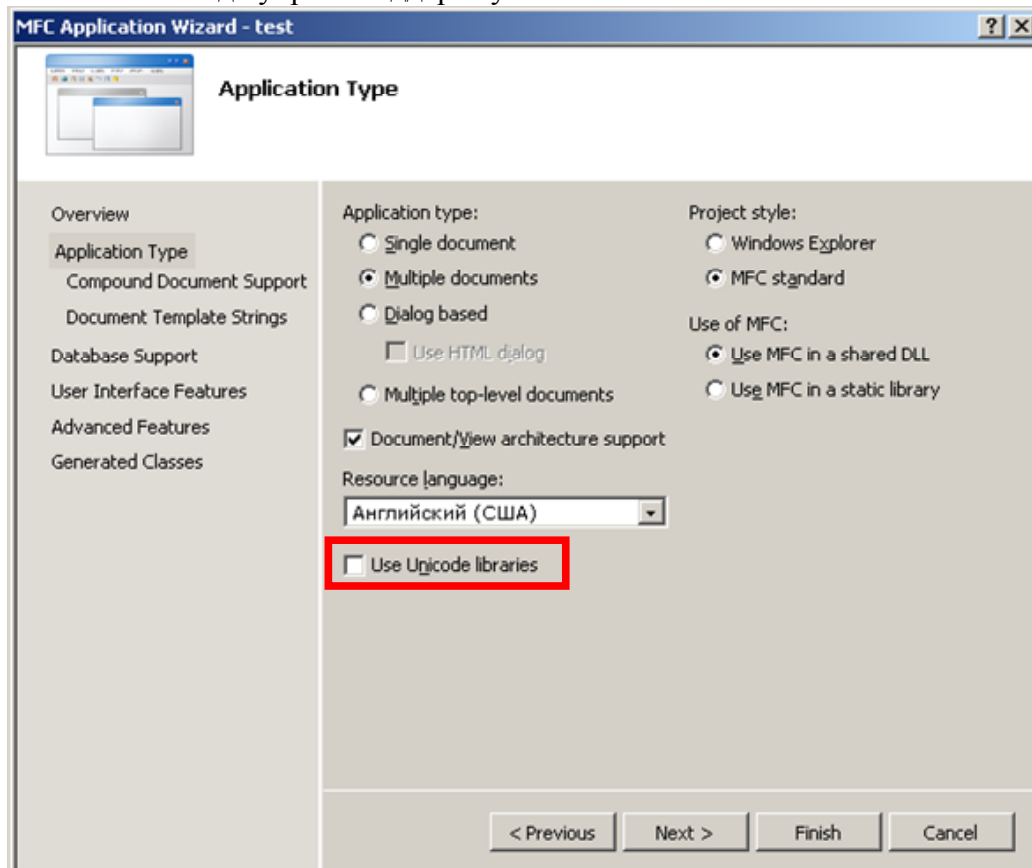 MFC Application Wizard - test
Application Type
Overview
Application Type
Compound Document Support
Document Template Strings
Database Support
User Interface Features
Advanced Features
Generated Classes
Application type:
Single document
Multiple documents
Dialog based
Use HTML dialog
Multiple top-level documents
Document/View architecture support
Resource language:
Английский (США)
Use Unicode libraries
Project style:
Windows Explorer
MFC standard
Use of MFC:
Use MFC in a shared DLL
Use MFC in a static library
< Previous
Next >
Finish
Cancel